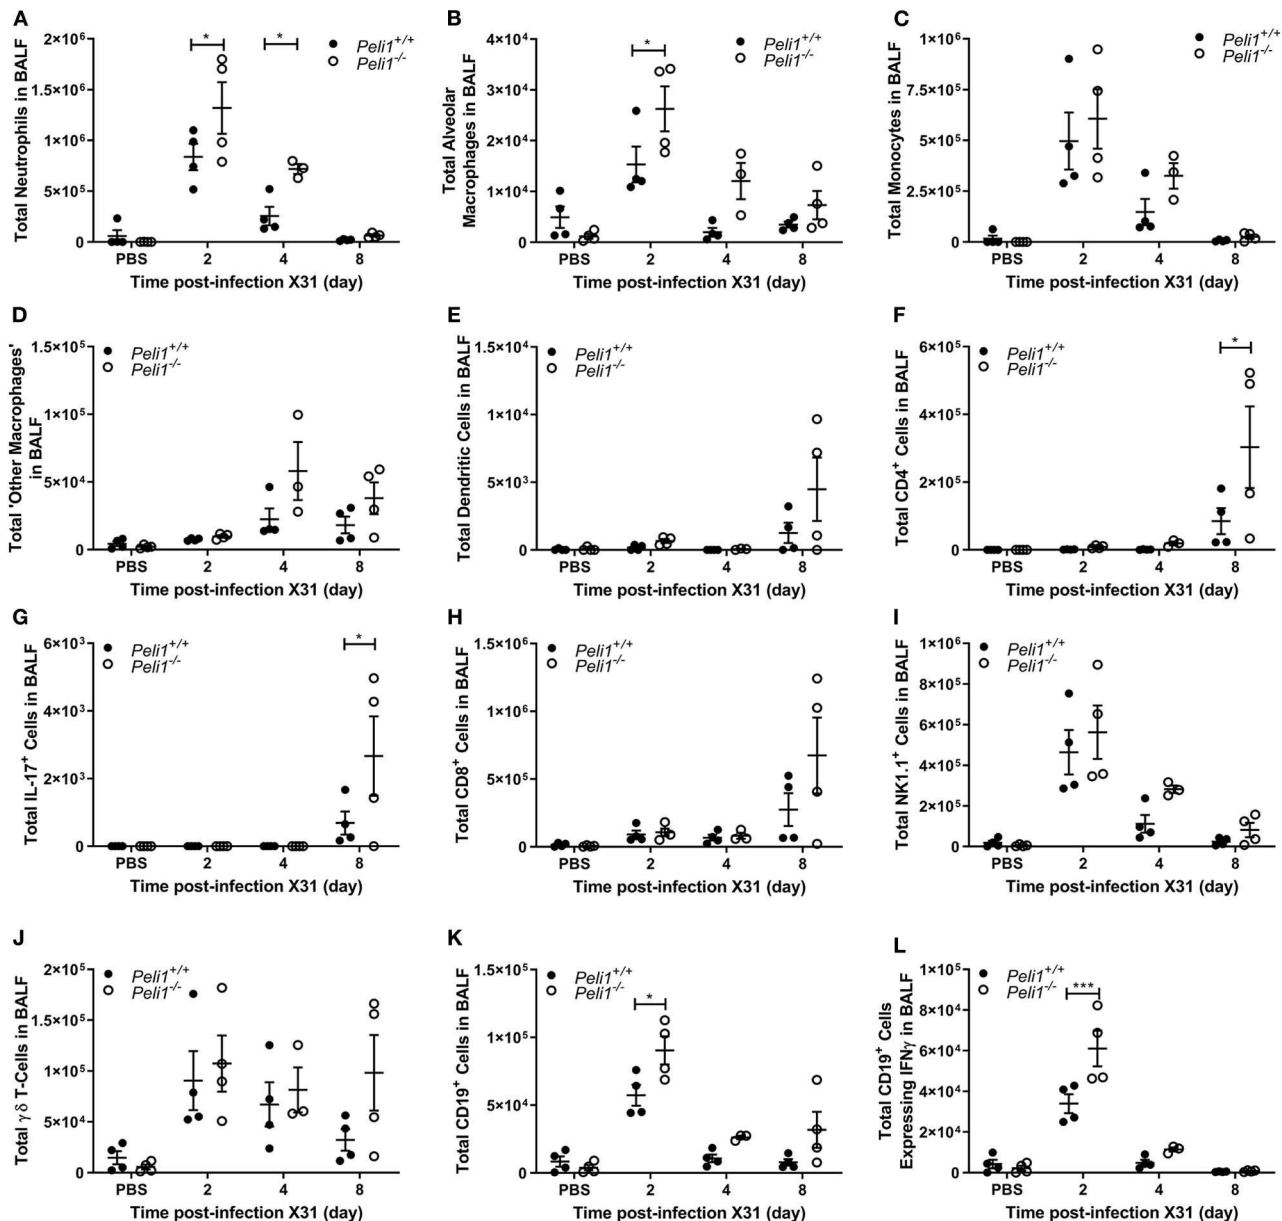 A
Total Neutrophils in BALF
2×10⁶
1×10⁶
1×10⁶
5×10⁵
0
*
*
Peli1+/+
Peli1-/-
PBS
2
4
8
Time post-infection X31 (day)
B
Total Alveolar
Macrophages in BALF
4×10⁴
3×10⁴
2×10⁴
1×10⁴
0
*
Peli1+/+
Peli1-/-
PBS
2
4
8
Time post-infection X31 (day)
C
Total Monocytes in BALF
1×10⁶
7.5×10⁵
5×10⁵
2.5×10⁵
0
Peli1+/+
Peli1-/-
PBS
2
4
8
Time post-infection X31 (day)
D
Total 'Other Macrophages'
in BALF
1.5×10⁵
1×10⁵
5×10⁴
0
Peli1+/+
Peli1-/-
PBS
2
4
8
Time post-infection X31 (day)
E
Total Dendritic Cells in BALF
1.5×10⁴
1×10⁴
5×10³
0
Peli1+/+
Peli1-/-
PBS
2
4
8
Time post-infection X31 (day)
F
Total CD4+ Cells in BALF
6×10⁵
4×10⁵
2×10⁵
0
*
Peli1+/+
Peli1-/-
PBS
2
4
8
Time post-infection X31 (day)
G
Total IL-17+ Cells in BALF
6×10³
4×10³
2×10³
0
*
Peli1+/+
Peli1-/-
PBS
2
4
8
Time post-infection X31 (day)
H
Total CD8+ Cells in BALF
1.5×10⁶
1×10⁶
5×10⁵
0
Peli1+/+
Peli1-/-
PBS
2
4
8
Time post-infection X31 (day)
I
Total NK1.1+ Cells in BALF
1×10⁶
8×10⁵
6×10⁵
4×10⁵
2×10⁵
0
Peli1+/+
Peli1-/-
PBS
2
4
8
Time post-infection X31 (day)
J
Total γδ T-Cells in BALF
2×10⁵
1.5×10⁵
1×10⁵
5×10⁴
0
Peli1+/+
Peli1-/-
PBS
2
4
8
Time post-infection X31 (day)
K
Total CD19+ Cells in BALF
1.5×10⁵
1×10⁵
5×10⁴
0
*
Peli1+/+
Peli1-/-
PBS
2
4
8
Time post-infection X31 (day)
L
Total CD19+ Cells
Expressing IFNγ in BALF
1×10⁵
8×10⁴
6×10⁴
4×10⁴
2×10⁴
0
***
Peli1+/+
Peli1-/-
PBS
2
4
8
Time post-infection X31 (day)